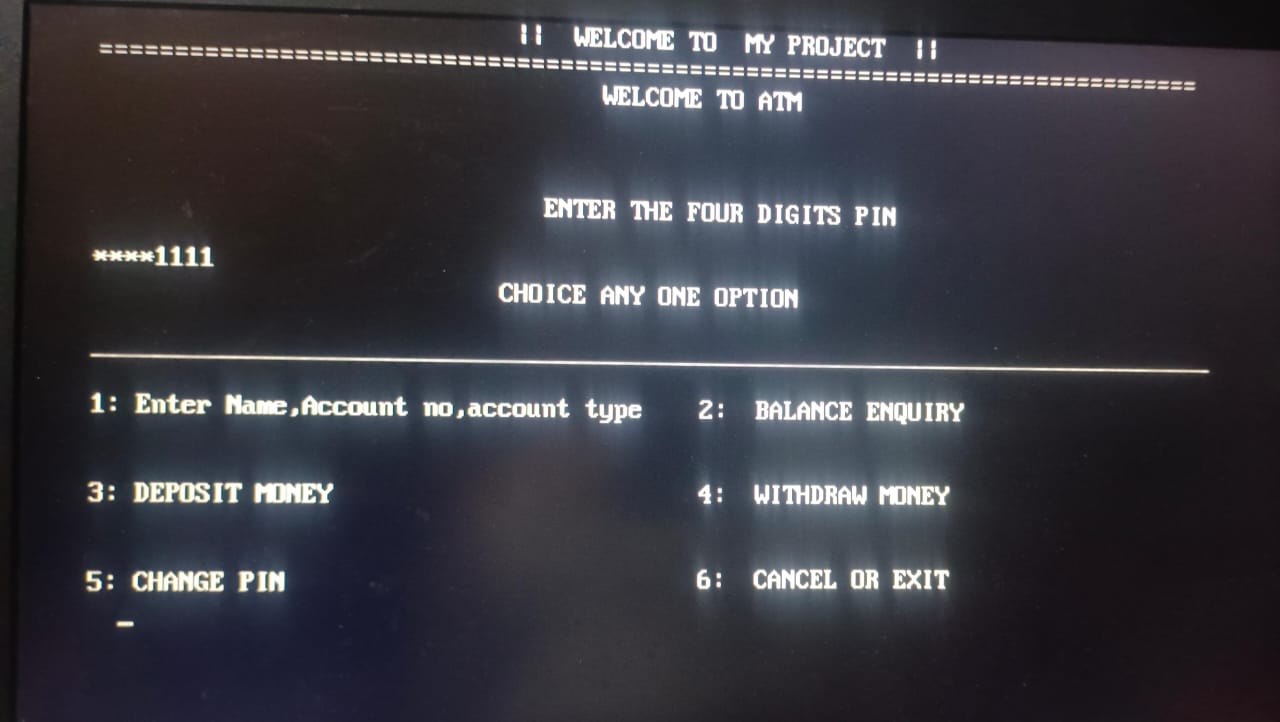 || WELCOME TO MY PROJECT ||
=========================================================================
WELCOME TO ATM
ENTER THE FOUR DIGITS PIN
****1111
CHOICE ANY ONE OPTION
1: Enter Name,Account no,account type 2: BALANCE ENQUIRY
3: DEPOSIT MONEY 4: WITHDRAW MONEY
5: CHANGE PIN 6: CANCEL OR EXIT